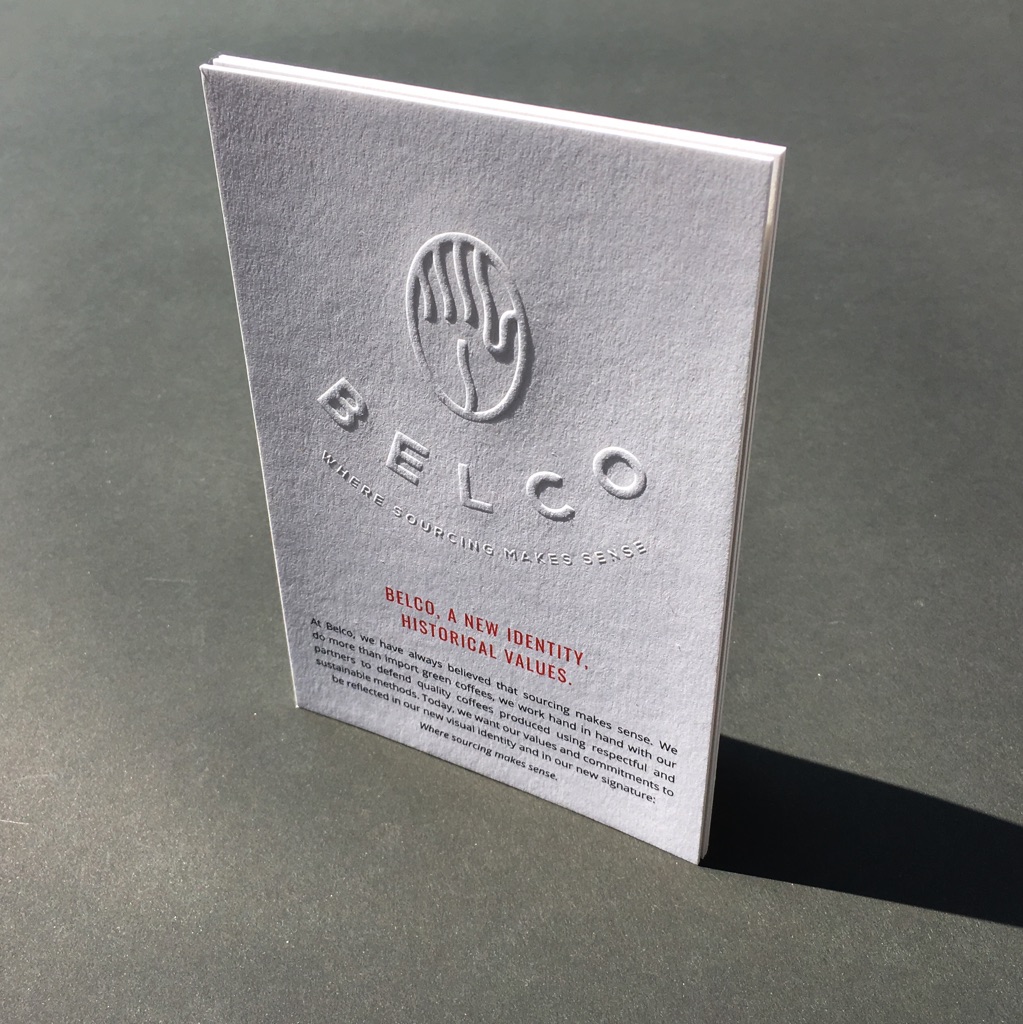 BELCO
WHERE SOURCING MAKES SENSE
BELCO, A NEW IDENTITY,
HISTORICAL VALUES.
At Belco, we have always believed that sourcing makes sense. We
do more than import green coffees, we work hand in hand with our
partners to defend quality coffees produced using respectful and
sustainable methods. Today, we want our values and commitments to
be reflected in our new visual identity and in our new signature:
Where sourcing makes sense.